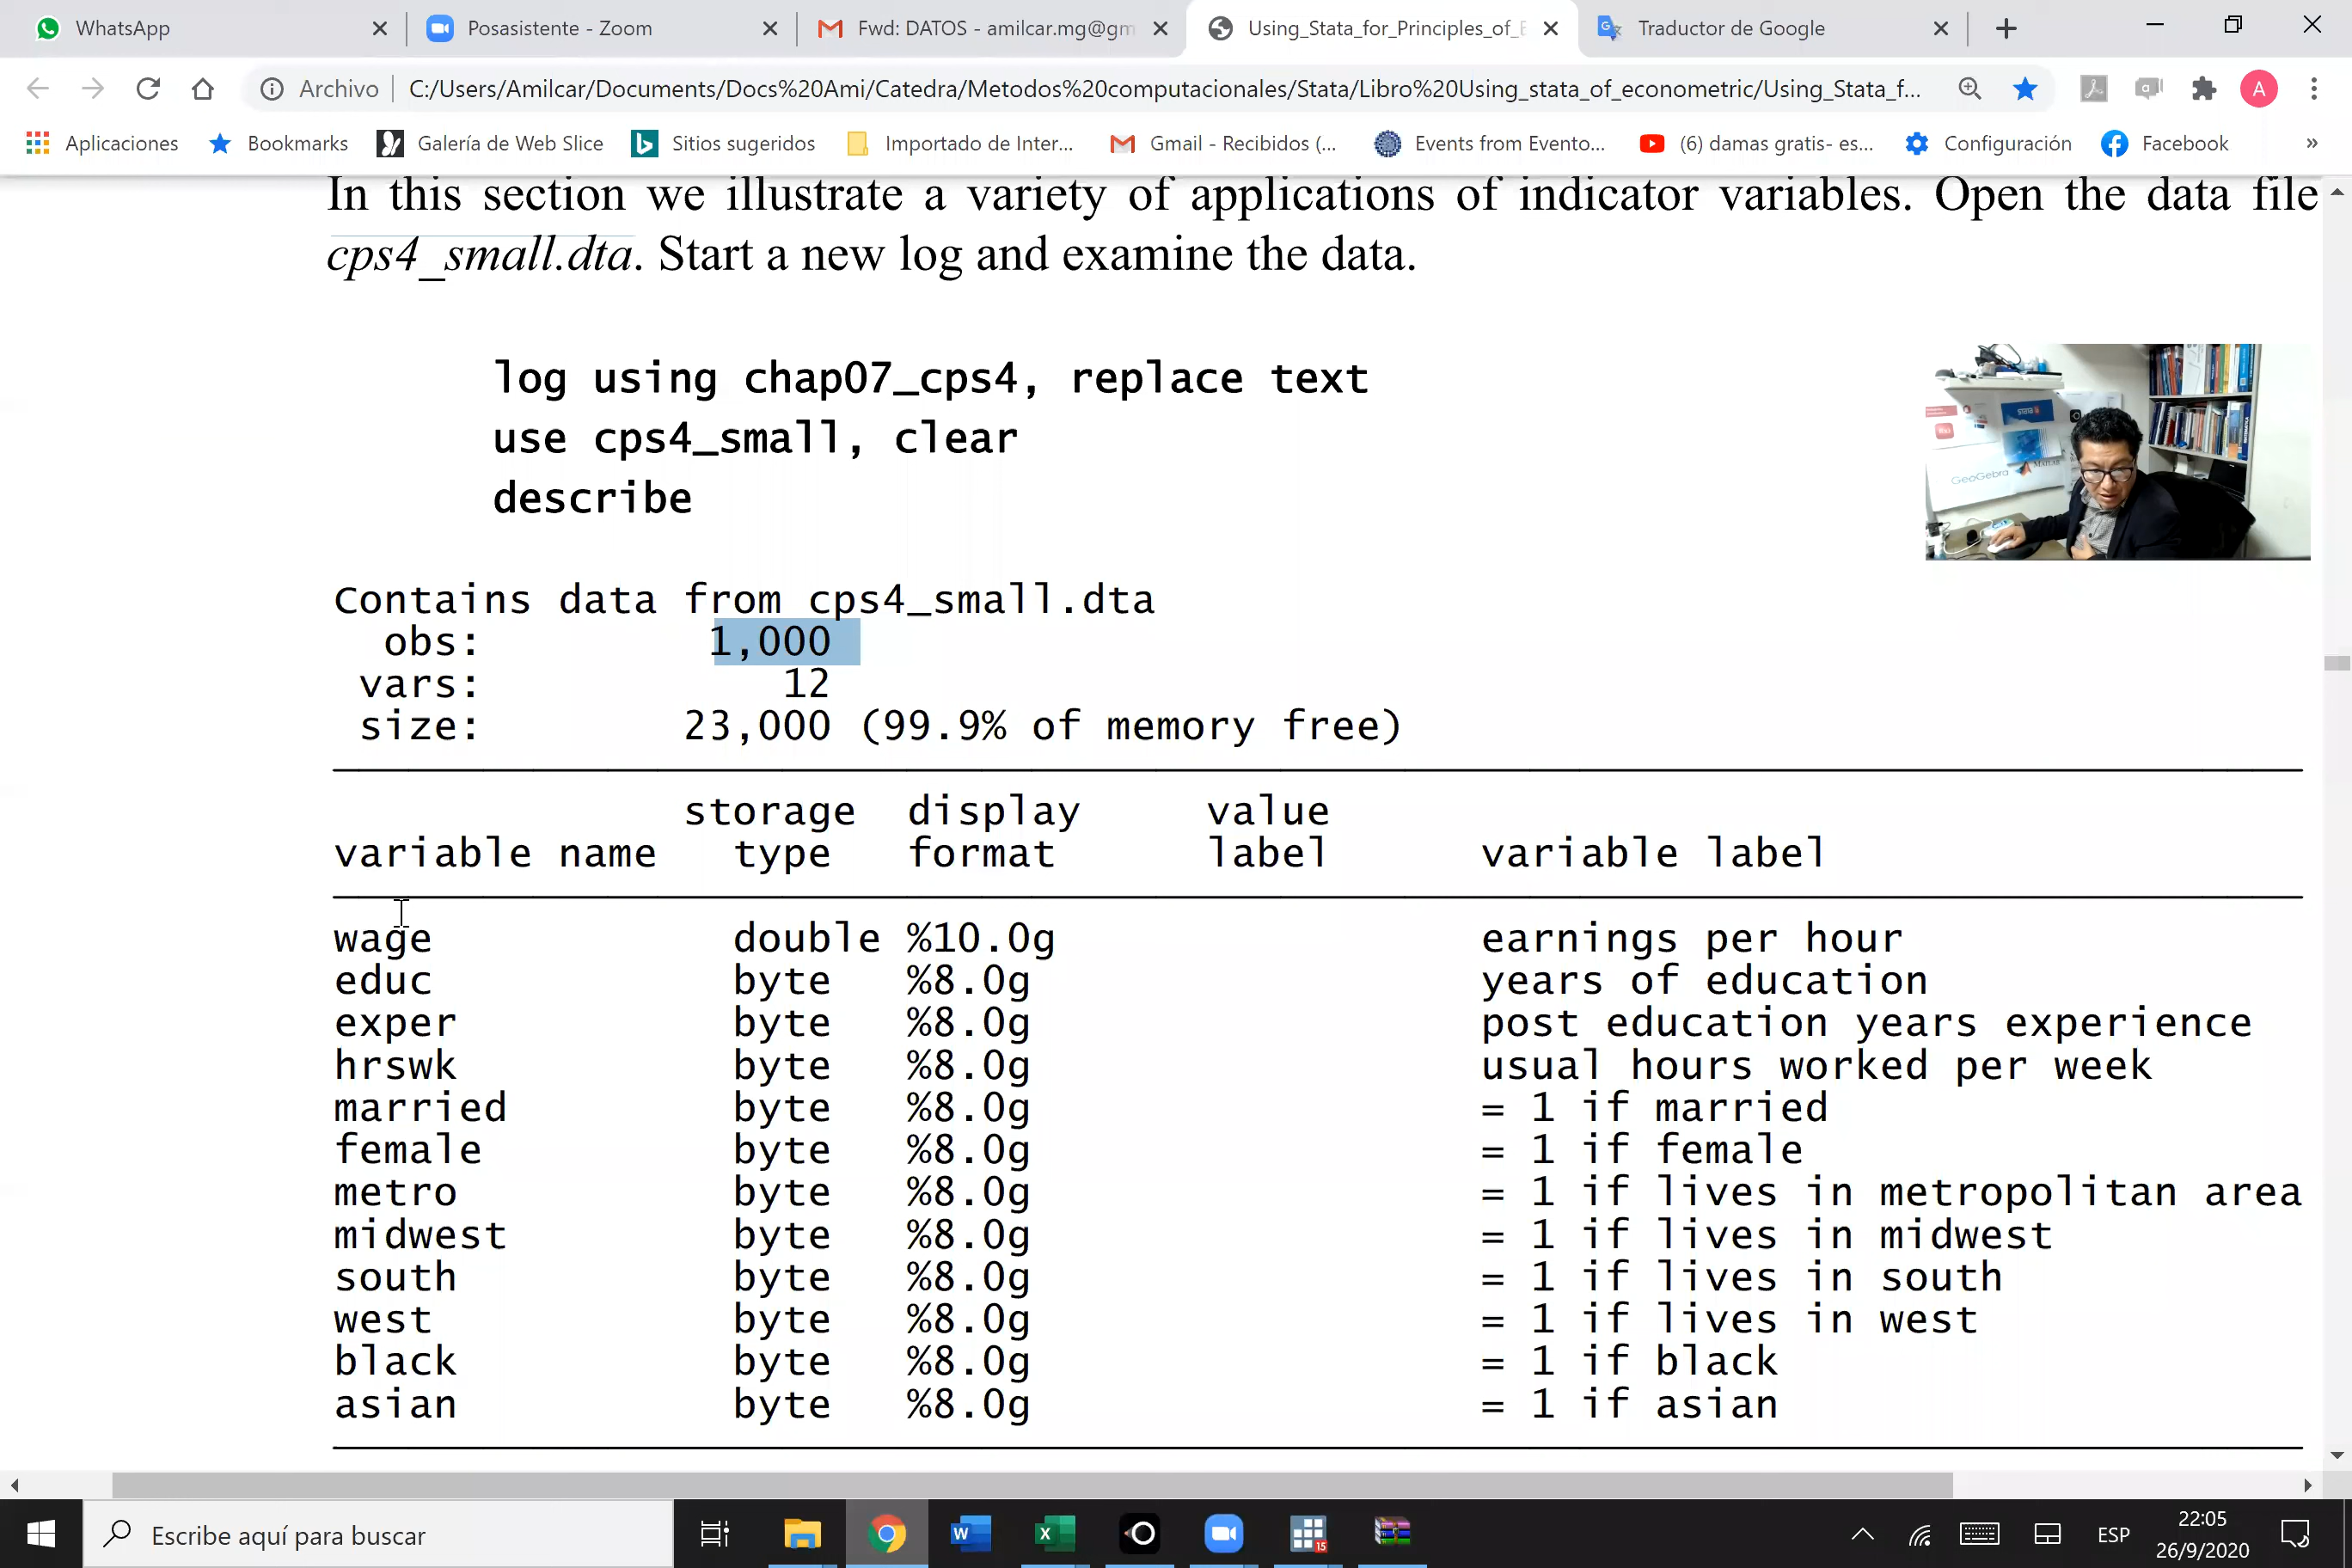 WhatsApp
Posasistente - Zoom
Fwd: DATOS - amilcar.mg@gm
Using_Stata_for_Principles_of_E
Traductor de Google
Archivo
C:/Users/Amilcar/Documents/Docs%20Ami/Catedra/Metodos%20computacionales/Stata/Libro%20Using_stata_of_econometric/Using_Stata_f...
A
Aplicaciones
Bookmarks
Galería de Web Slice
Sitios sugeridos
Importado de Inter...
Gmail - Recibidos (...
Events from Evento...
(6) damas gratis- es...
Configuración
Facebook
»
In this section we illustrate a variety of applications of indicator variables. Open the data file
cps4_small.dta. Start a new log and examine the data.
log using chap07_cps4, replace text
use cps4_small, clear
describe
GeoGebra
MATLAB
STATA
Contains data from cps4_small.dta
obs: 1,000
vars: 12
size: 23,000 (99.9% of memory free)
storage display value
variable name type format label variable label
wage double %10.0g earnings per hour
educ byte %8.0g years of education
exper byte %8.0g post education years experience
hrswk byte %8.0g usual hours worked per week
married byte %8.0g = 1 if married
female byte %8.0g = 1 if female
metro byte %8.0g = 1 if lives in metropolitan area
midwest byte %8.0g = 1 if lives in midwest
south byte %8.0g = 1 if lives in south
west byte %8.0g = 1 if lives in west
black byte %8.0g = 1 if black
asian byte %8.0g = 1 if asian
Escribe aquí para buscar
15
ESP
22:05
26/9/2020